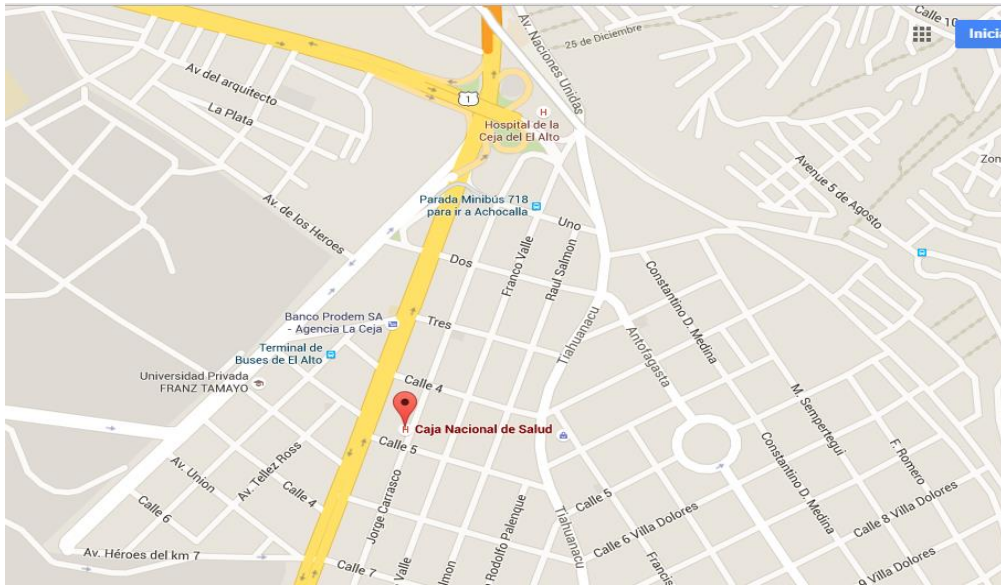 Calle 10
Inicia
25 de Diciembre
Av. Naciones Unidas
Av del arquitecto
La Plata
1
H
Hospital de la
Ceja del El Alto
Zon
Avenue 5 de Agosto
Parada Minibús 718
para ir a Achocalla
Uno
Av. de los Heroes
Dos
Franco Valle
Raul Salmon
Constantino D. Medina
Banco Prodem SA
- Agencia La Ceja
Tres
Tiahuanacu
Antofagasta
Terminal de
Buses de El Alto
Universidad Privada
FRANZ TAMAYO
Calle 4
M. Sempertegui
H
Caja Nacional de Salud
Calle 5
F. Romero
Constantino D. Medina
Av. Union
Av. Tellez Ross
Calle 4
Jorge Carrasco
Calle 6
Calle 5
Tiahuanacu
Calle 6 Villa Dolores
Calle 8 Villa Dolores
Rodolfo Palenque
Av. Héroes del km 7
Calle 7
Valle
lmon
Francis
9 Villa Dolores